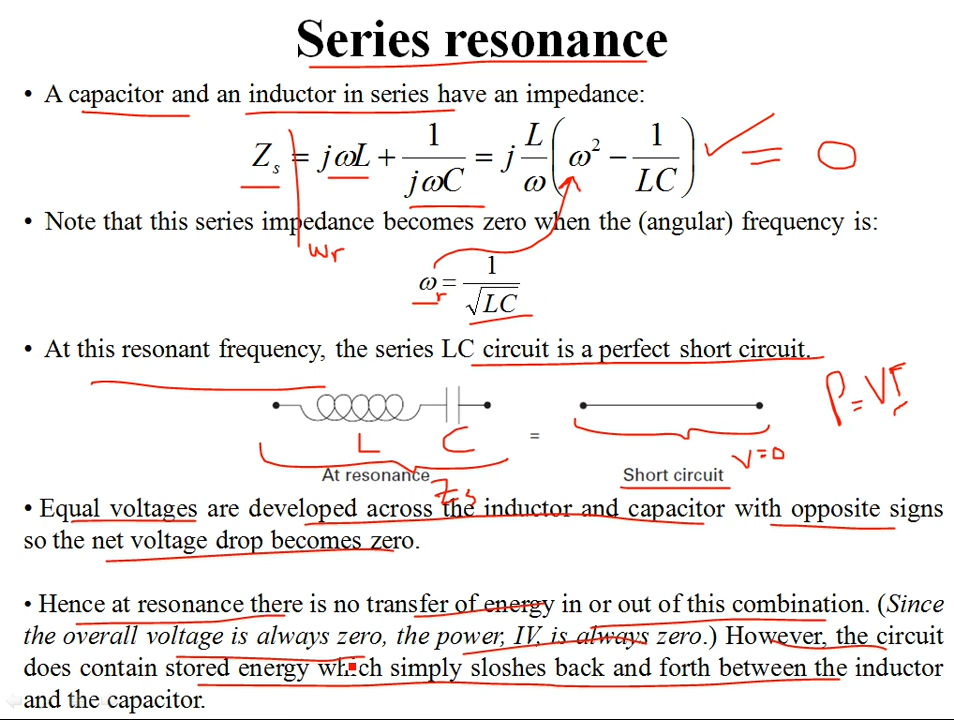 Series resonance
• A capacitor and an inductor in series have an impedance:
Z_s = jωL + 1/(jωC) = j L/ω (ω² − 1/(LC)) = 0
• Note that this series impedance becomes zero when the (angular) frequency is:
wr
ω_r = 1/√(LC)
• At this resonant frequency, the series LC circuit is a perfect short circuit.
P = VI
L C
=
V=0
At resonance
Short circuit
Zs
• Equal voltages are developed across the inductor and capacitor with opposite signs
so the net voltage drop becomes zero.
• Hence at resonance there is no transfer of energy in or out of this combination. (Since
the overall voltage is always zero, the power, IV, is always zero.) However, the circuit
does contain stored energy which simply sloshes back and forth between the inductor
and the capacitor.